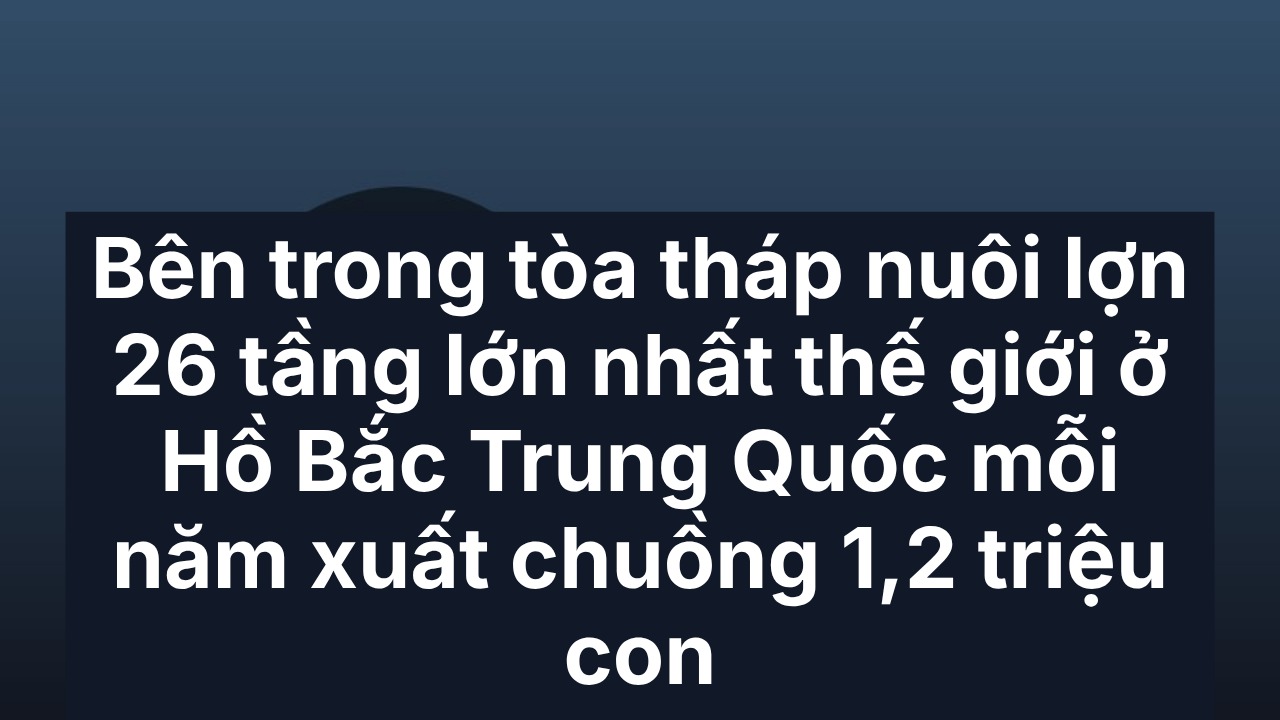 Bên trong tòa tháp nuôi lợn
26 tầng lớn nhất thế giới ở
Hồ Bắc Trung Quốc mỗi
năm xuất chuồng 1,2 triệu
con